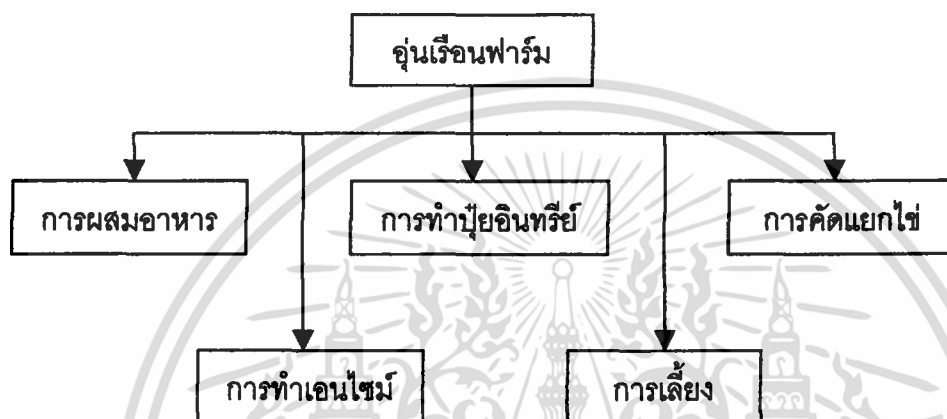 อุ่นเรือนฟาร์ม
การผสมอาหาร
การทำปุ๋ยอินทรีย์
การคัดแยกไข่
การทำเอนไซม์
การเลี้ยง